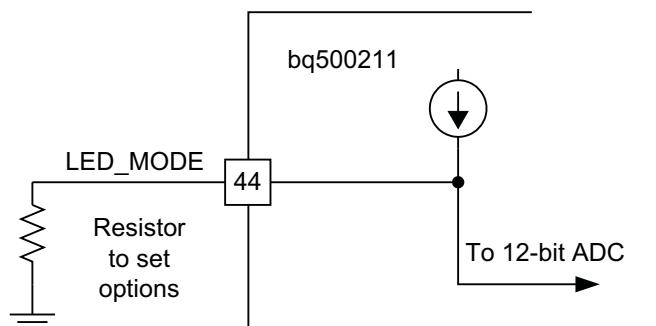 bq500211
LED_MODE
44
Resistor
to set
options
To 12-bit ADC